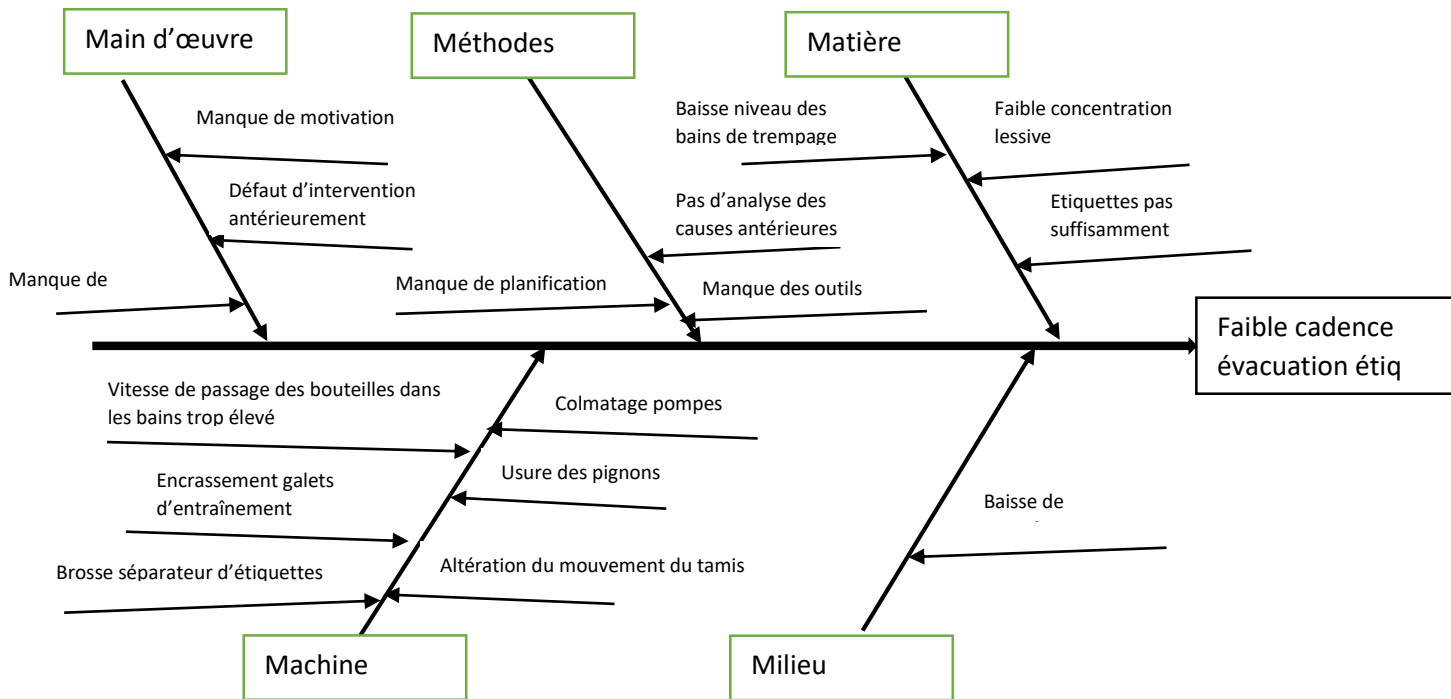 Main d’œuvre
Méthodes
Matière
Manque de motivation
Défaut d’intervention
antérieurement
Manque de
Baisse niveau des
bains de trempage
Pas d’analyse des
causes antérieures
Manque de planification
Manque des outils
Faible concentration
lessive
Etiquettes pas
suffisamment
Faible cadence
évacuation étiq
Vitesse de passage des bouteilles dans
les bains trop élevé
Colmatage pompes
Encrassement galets
d’entraînement
Usure des pignons
Brosse séparateur d’étiquettes
Altération du mouvement du tamis
Baisse de
Machine
Milieu